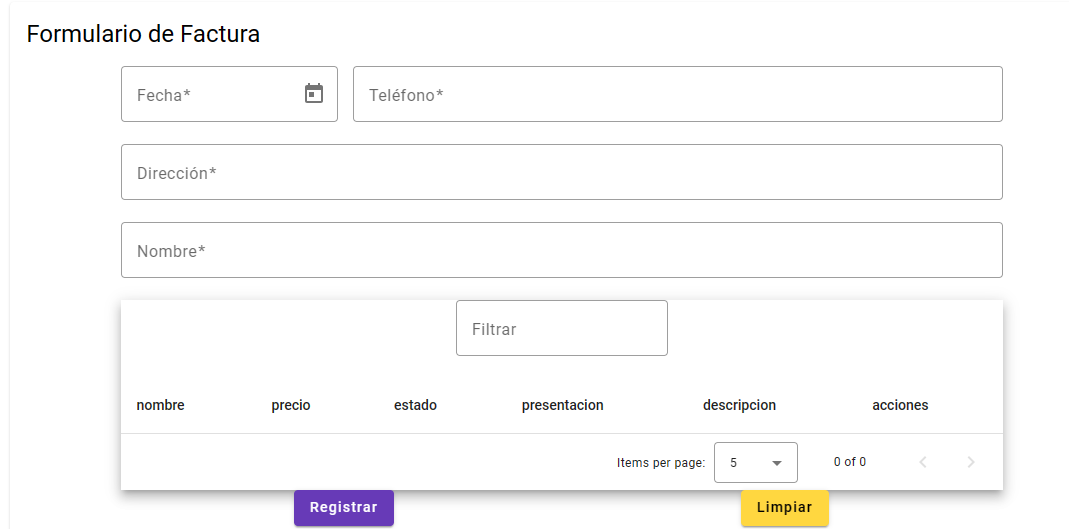 Formulario de Factura
Fecha* Teléfono*
Dirección*
Nombre*
Filtrar
nombre precio estado presentacion descripcion acciones
Items per page: 5 0 of 0
Registrar Limpiar